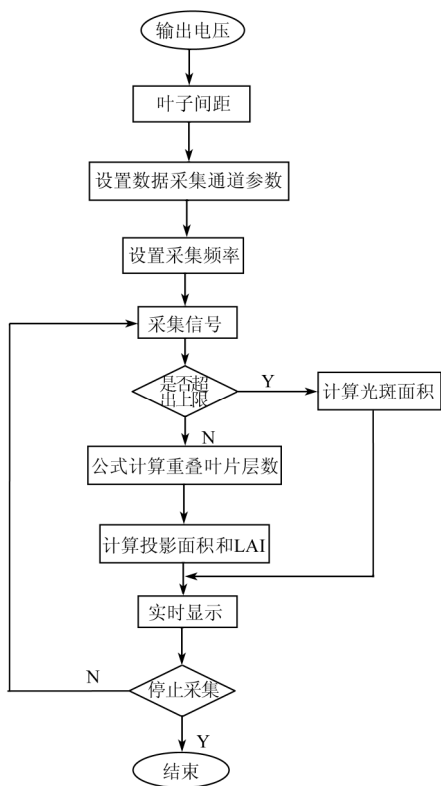 输出电压
叶子间距
设置数据采集通道参数
设置采集频率
采集信号
是否超
出上限
Y
计算光斑面积
N
公式计算重叠叶片层数
计算投影面积和LAI
实时显示
N
停止采集
Y
结束